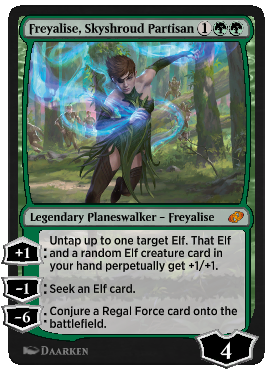 Freyalise, Skyshroud Partisan 1
Legendary Planeswalker – Freyalise
+1
Untap up to one target Elf. That Elf
and a random Elf creature card in
your hand perpetually get +1/+1.
-1
Seek an Elf card.
-6
Conjure a Regal Force card onto the
battlefield.
DAARKEN
4